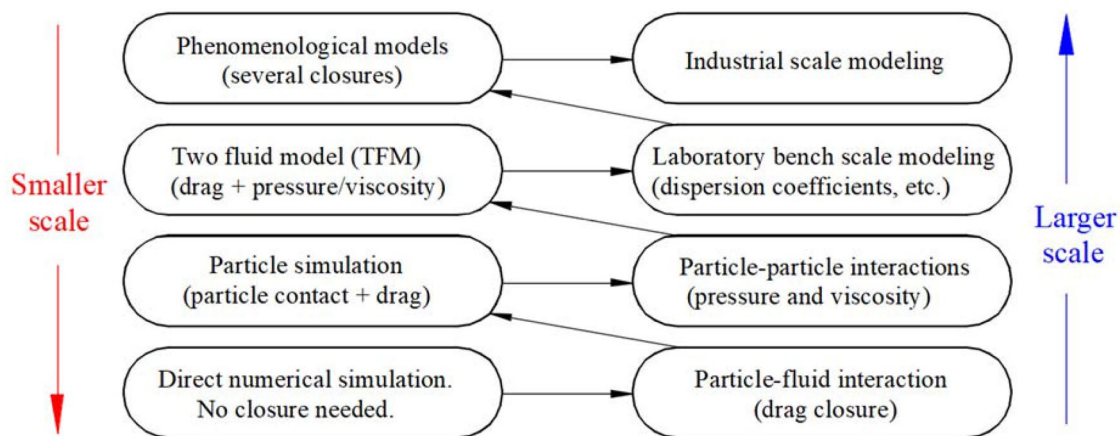 Phenomenological models
(several closures)
Industrial scale modeling
Two fluid model (TFM)
(drag + pressure/viscosity)
Laboratory bench scale modeling
(dispersion coefficients, etc.)
Smaller
scale
Larger
scale
Particle simulation
(particle contact + drag)
Particle-particle interactions
(pressure and viscosity)
Direct numerical simulation.
No closure needed.
Particle-fluid interaction
(drag closure)